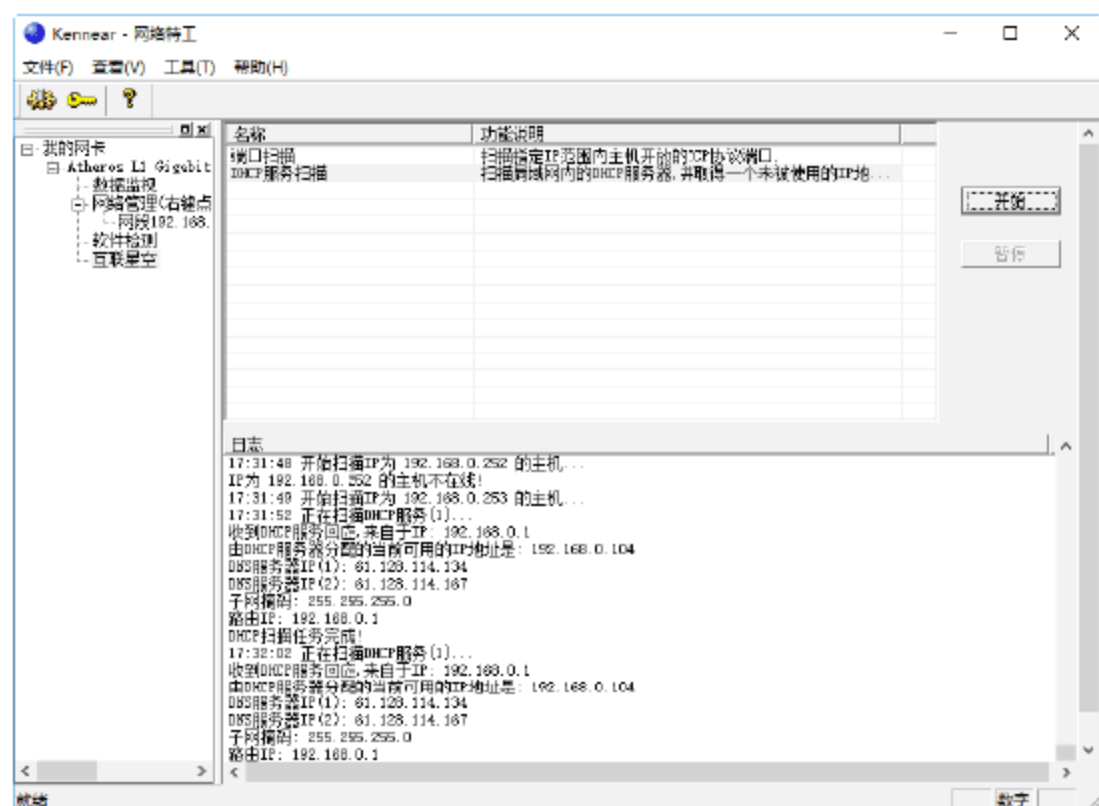 Kennear - 网络特工
文件(F) 查看(V) 工具(T) 帮助(H)
我的网卡
Atheros L1 Gigabit
数据监视
网络管理(右键点
网段192.168.
软件检测
互联星空
名称 功能说明
端口扫描 扫描指定IP范围内主机开放的TCP协议端口.
DHCP服务扫描 扫描局域网内的DHCP服务器,并取得一个未被使用的IP地...
开始
暂停
日志
17:31:48 开始扫描IP为 192.168.0.252 的主机...
IP为 192.168.0.252 的主机不在线!
17:31:49 开始扫描IP为 192.168.0.253 的主机...
17:31:52 正在扫描DHCP服务(1)...
收到DHCP服务回应,来自于IP: 192.168.0.1
由DHCP服务器分配的当前可用的IP地址是: 192.168.0.104
DNS服务器IP(1): 61.128.114.134
DNS服务器IP(2): 61.128.114.167
子网掩码: 255.255.255.0
路由IP: 192.168.0.1
DHCP扫描任务完成!
17:32:02 正在扫描DHCP服务(1)...
收到DHCP服务回应,来自于IP: 192.168.0.1
由DHCP服务器分配的当前可用的IP地址是: 192.168.0.104
DNS服务器IP(1): 61.128.114.134
DNS服务器IP(2): 61.128.114.167
子网掩码: 255.255.255.0
路由IP: 192.168.0.1
就绪 数字